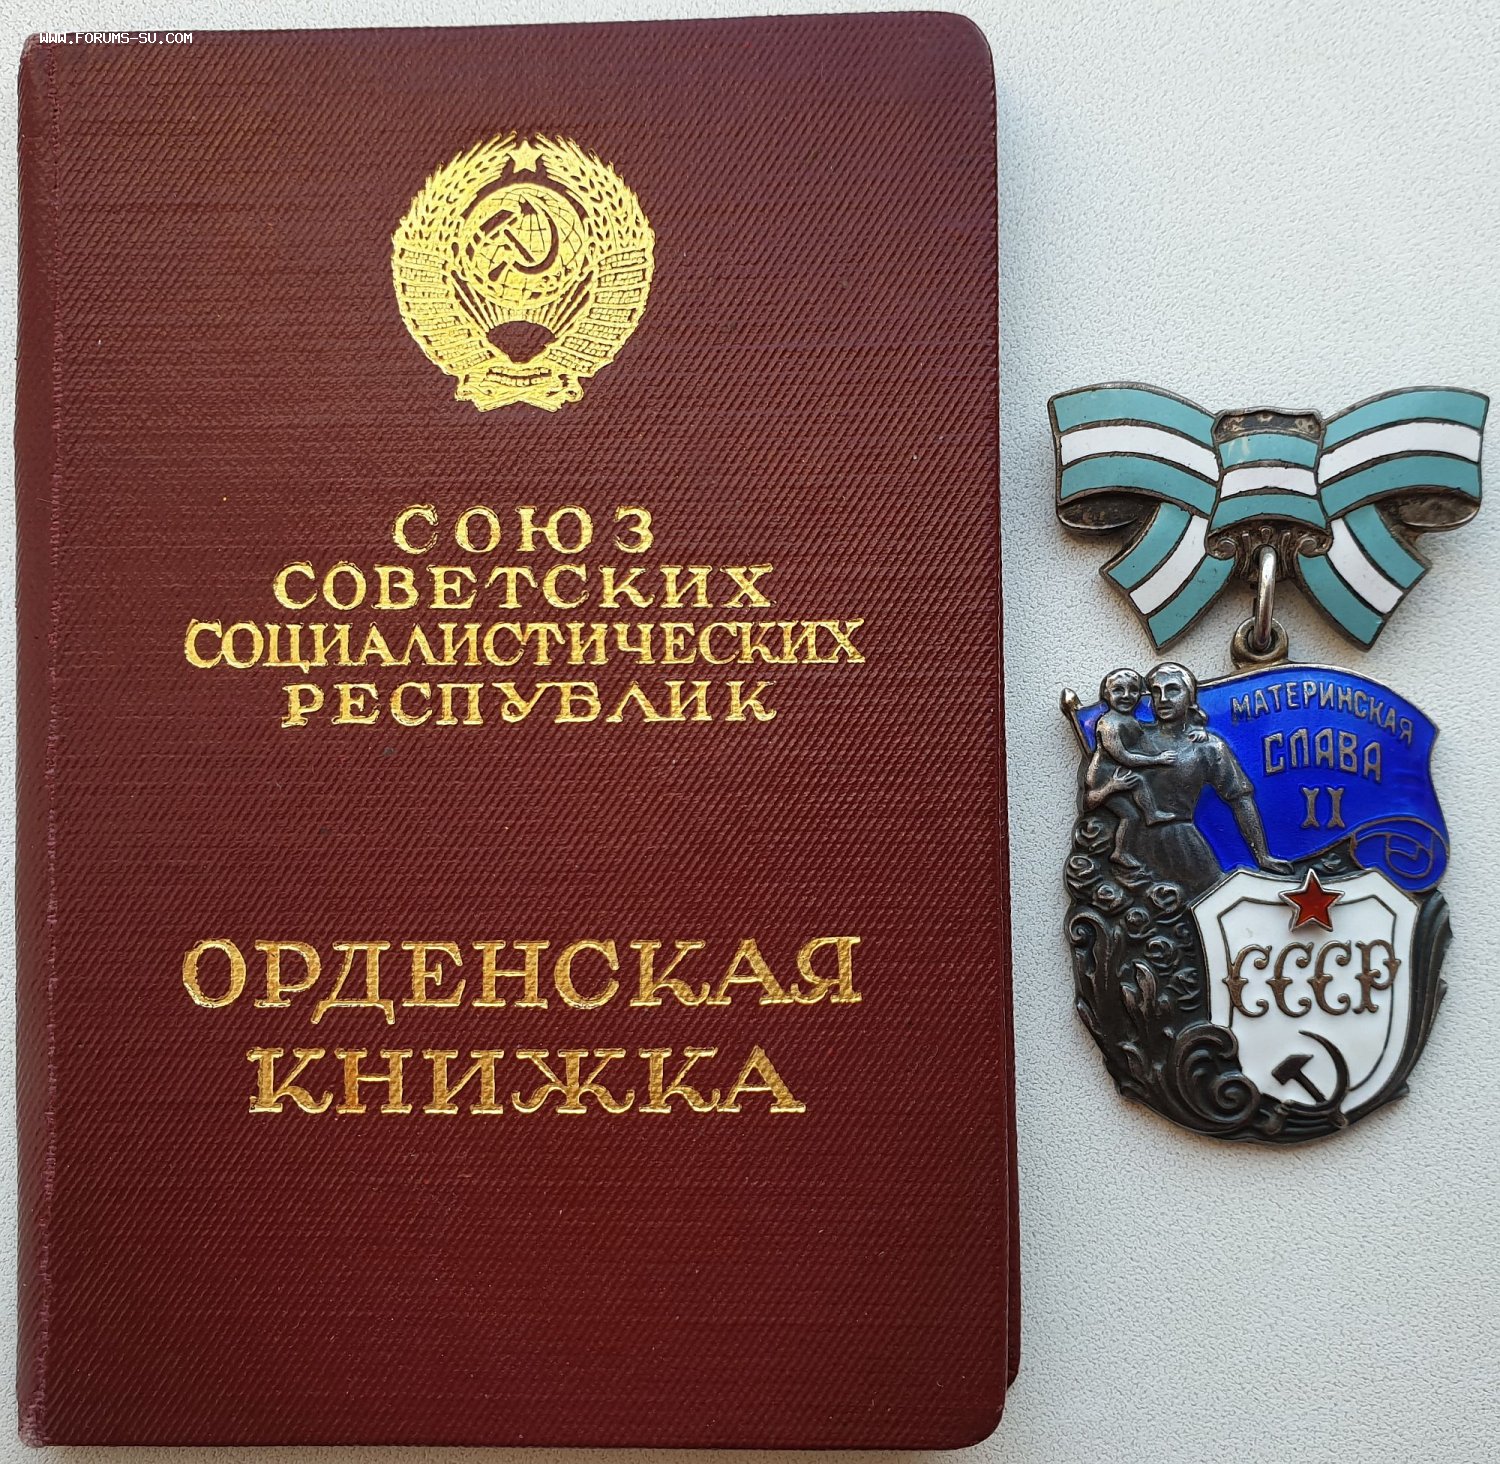 WWW.FORUMS-SU.COM
СОЮЗ
СОВЕТСКИХ
СОЦИАЛИСТИЧЕСКИХ
РЕСПУБЛИК
ОРДЕНСКАЯ
КНИЖКА
МАТЕРИНСКАЯ
СЛАВА
II
СССР